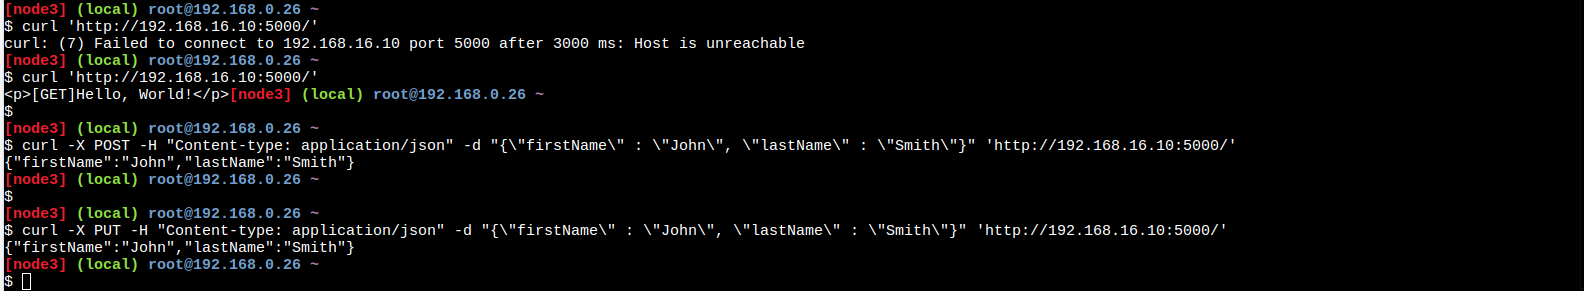 [node3] (local) root@192.168.0.26 ~
$ curl 'http://192.168.16.10:5000/'
curl: (7) Failed to connect to 192.168.16.10 port 5000 after 3000 ms: Host is unreachable
[node3] (local) root@192.168.0.26 ~
$ curl 'http://192.168.16.10:5000/'
<p>[GET]Hello, World!</p>[node3] (local) root@192.168.0.26 ~
$
[node3] (local) root@192.168.0.26 ~
$ curl -X POST -H "Content-type: application/json" -d "{\"firstName\" : \"John\", \"lastName\" : \"Smith\"}" 'http://192.168.16.10:5000/'
{"firstName":"John","lastName":"Smith"}
[node3] (local) root@192.168.0.26 ~
$
[node3] (local) root@192.168.0.26 ~
$ curl -X PUT -H "Content-type: application/json" -d "{\"firstName\" : \"John\", \"lastName\" : \"Smith\"}" 'http://192.168.16.10:5000/'
{"firstName":"John","lastName":"Smith"}
[node3] (local) root@192.168.0.26 ~
$